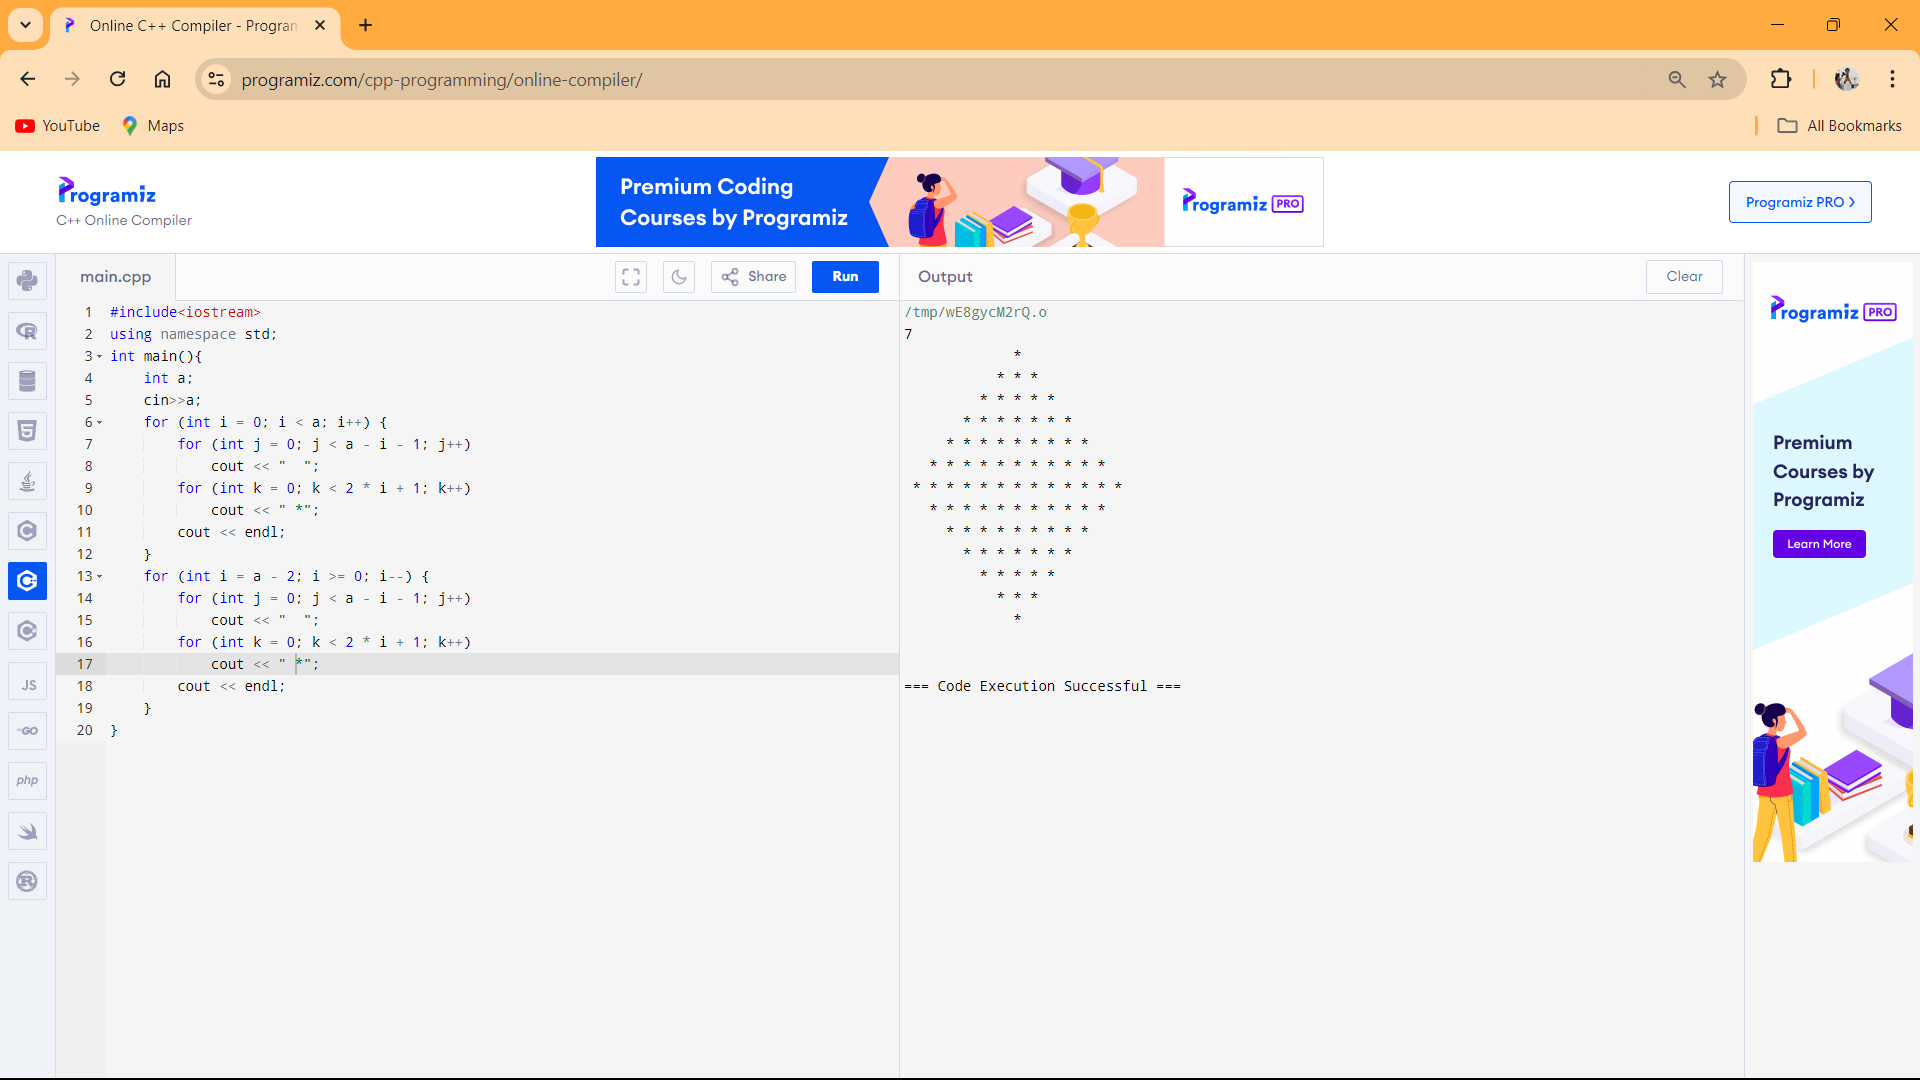 Online C++ Compiler - Program
programiz.com/cpp-programming/online-compiler/
YouTube
Maps
All Bookmarks
Programiz
C++ Online Compiler
Premium Coding
Courses by Programiz
Programiz PRO
Programiz PRO >
main.cpp
Share
Run
Output
Clear
1 #include<iostream>
2 using namespace std;
3 int main(){
4     int a;
5     cin>>a;
6     for (int i = 0; i < a; i++) {
7         for (int j = 0; j < a - i - 1; j++)
8             cout << "  ";
9         for (int k = 0; k < 2 * i + 1; k++)
10             cout << " *";
11         cout << endl;
12     }
13     for (int i = a - 2; i >= 0; i--) {
14         for (int j = 0; j < a - i - 1; j++)
15             cout << "  ";
16         for (int k = 0; k < 2 * i + 1; k++)
17             cout << " *";
18         cout << endl;
19     }
20 }
/tmp/wE8gycM2rQ.o
7
             *
           * * *
         * * * * *
       * * * * * * *
     * * * * * * * * *
   * * * * * * * * * * *
 * * * * * * * * * * * * *
   * * * * * * * * * * *
     * * * * * * * * *
       * * * * * * *
         * * * * *
           * * *
             *
=== Code Execution Successful ===
Programiz PRO
Premium
Courses by
Programiz
Learn More
JS
GO
php